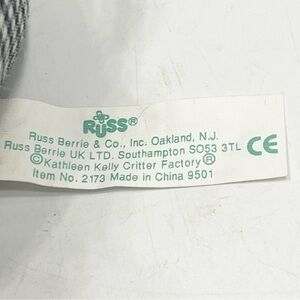 RUSS®
Russ Berrie & Co., Inc. Oakland, N.J.
Russ Berrie UK LTD. Southampton SO53 3TL CE
©Kathleen Kelly Critter Factory®
Item No. 2173 Made in China 9501